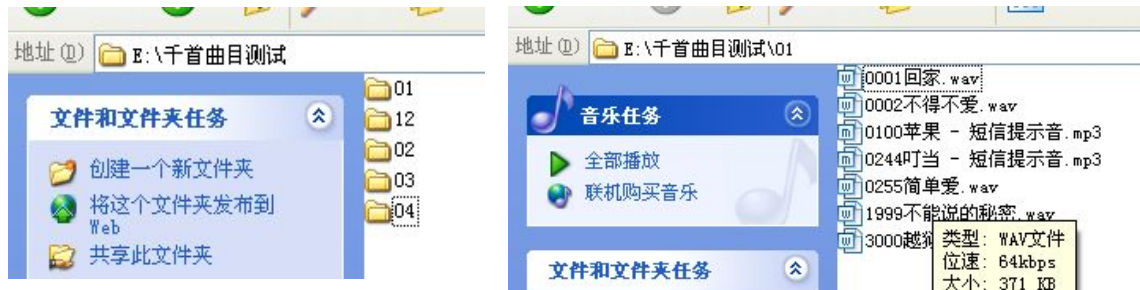 地址(D) E:\千首曲目测试
01
12
02
03
04
文件和文件夹任务
创建一个新文件夹
将这个文件夹发布到
Web
共享此文件夹
地址(D) E:\千首曲目测试\01
0001回家.wav
0002不得不爱.wav
0100苹果 - 短信提示音.mp3
0244叮当 - 短信提示音.mp3
0255简单爱.wav
1999不能说的秘密.wav
3000越狱
音乐任务
全部播放
联机购买音乐
文件和文件夹任务
类型: WAV文件
位速: 64kbps
大小: 371 KB